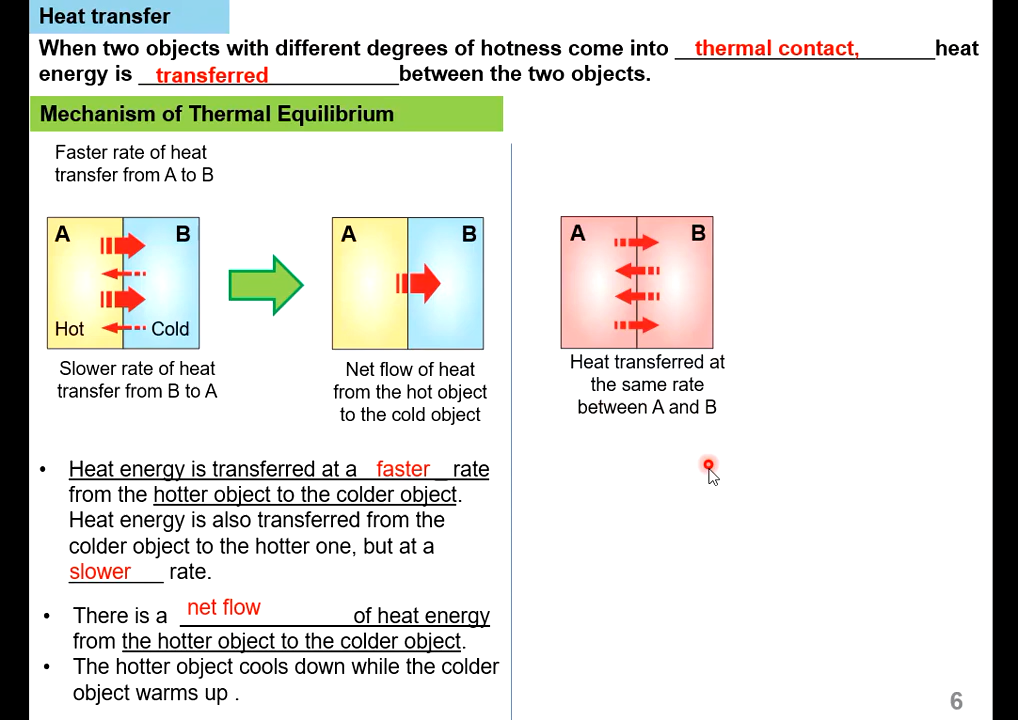 Heat transfer
When two objects with different degrees of hotness come into thermal contact, heat
energy is transferred between the two objects.
Mechanism of Thermal Equilibrium
Faster rate of heat
transfer from A to B
A B
Hot Cold
Slower rate of heat
transfer from B to A
A B
Net flow of heat
from the hot object
to the cold object
A B
Heat transferred at
the same rate
between A and B
• Heat energy is transferred at a faster rate
from the hotter object to the colder object.
Heat energy is also transferred from the
colder object to the hotter one, but at a
slower rate.
• There is a net flow of heat energy
from the hotter object to the colder object.
• The hotter object cools down while the colder
object warms up .
6